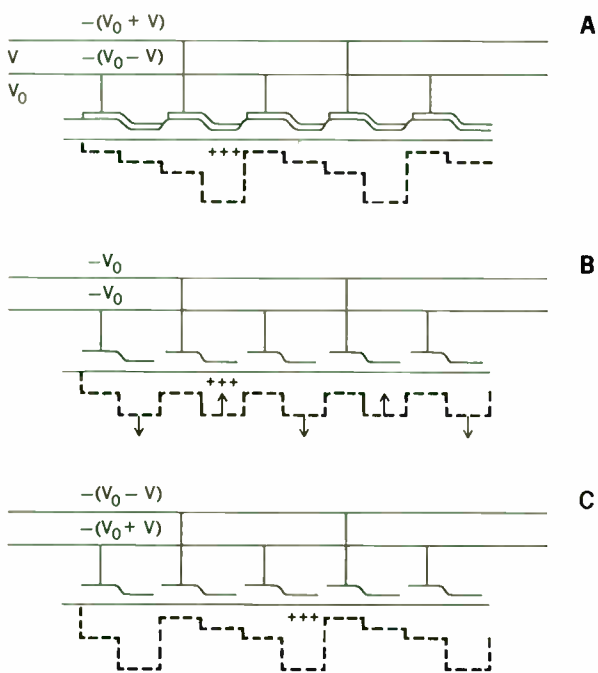 A
-(V₀ + V)
V -(V₀ - V)
V₀
+++
B
-V₀
-V₀
+++
C
-(V₀ - V)
-(V₀ + V)
+++